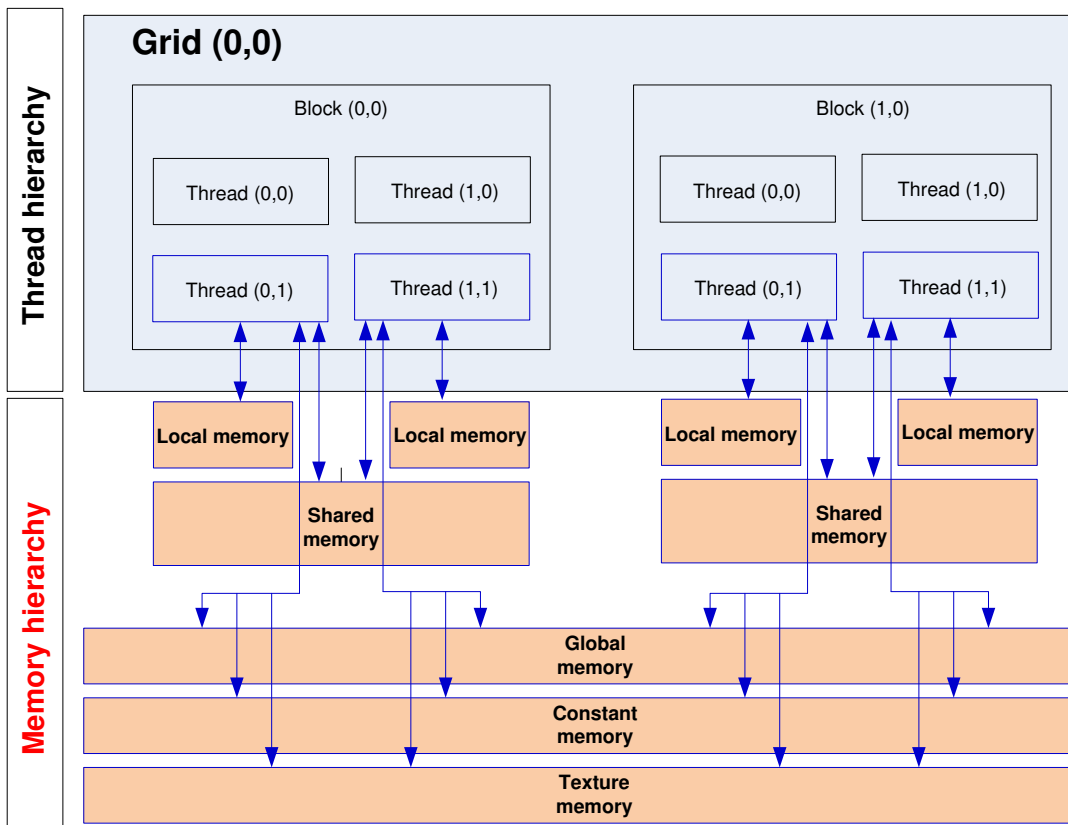 Thread hierarchy
Grid (0,0)
Block (0,0)
Block (1,0)
Thread (0,0)
Thread (1,0)
Thread (0,0)
Thread (1,0)
Thread (0,1)
Thread (1,1)
Thread (0,1)
Thread (1,1)
Memory hierarchy
Local memory
Local memory
Local memory
Local memory
Shared
memory
Shared
memory
Global
memory
Constant
memory
Texture
memory